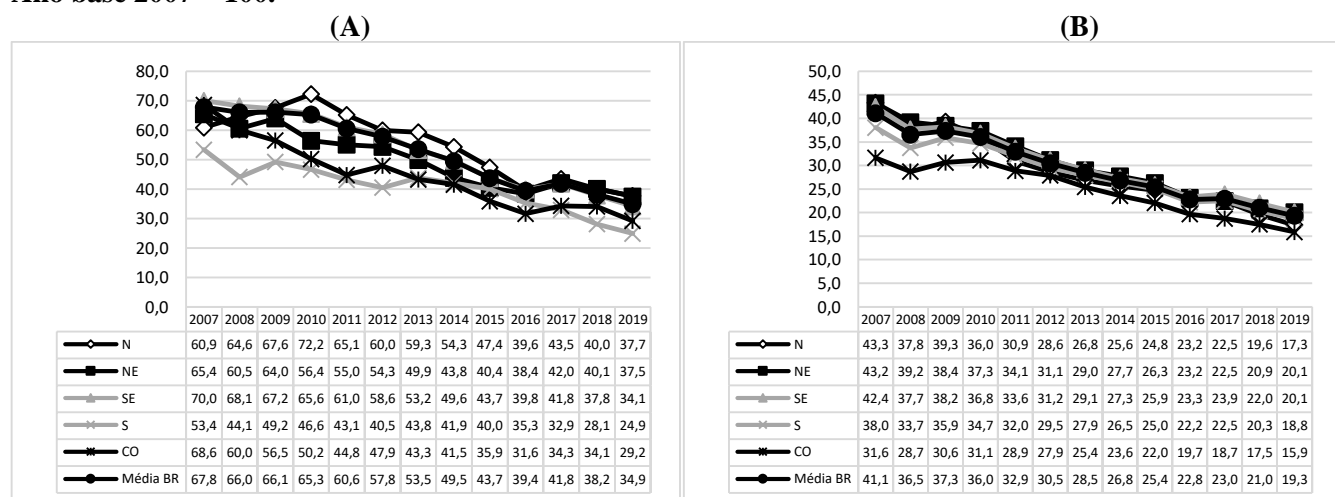 Ano base 2007 = 100.
(A) (B)
80,0
70,0
60,0
50,0
40,0
30,0
20,0
10,0
0,0
2007 2008 2009 2010 2011 2012 2013 2014 2015 2016 2017 2018 2019
N 60,9 64,6 67,6 72,2 65,1 60,0 59,3 54,3 47,4 39,6 43,5 40,0 37,7
NE 65,4 60,5 64,0 56,4 55,0 54,3 49,9 43,8 40,4 38,4 42,0 40,1 37,5
SE 70,0 68,1 67,2 65,6 61,0 58,6 53,2 49,6 43,7 39,8 41,8 37,8 34,1
S 53,4 44,1 49,2 46,6 43,1 40,5 43,8 41,9 40,0 35,3 32,9 28,1 24,9
CO 68,6 60,0 56,5 50,2 44,8 47,9 43,3 41,5 35,9 31,6 34,3 34,1 29,2
Média BR 67,8 66,0 66,1 65,3 60,6 57,8 53,5 49,5 43,7 39,4 41,8 38,2 34,9
50,0
45,0
40,0
35,0
30,0
25,0
20,0
15,0
10,0
5,0
0,0
2007 2008 2009 2010 2011 2012 2013 2014 2015 2016 2017 2018 2019
N 43,3 37,8 39,3 36,0 30,9 28,6 26,8 25,6 24,8 23,2 22,5 19,6 17,3
NE 43,2 39,2 38,4 37,3 34,1 31,1 29,0 27,7 26,3 23,2 22,5 20,9 20,1
SE 42,4 37,7 38,2 36,8 33,6 31,2 29,1 27,3 25,9 23,3 23,9 22,0 20,1
S 38,0 33,7 35,9 34,7 32,0 29,5 27,9 26,5 25,0 22,2 22,5 20,3 18,8
CO 31,6 28,7 30,6 31,1 28,9 27,9 25,4 23,6 22,0 19,7 18,7 17,5 15,9
Média BR 41,1 36,5 37,3 36,0 32,9 30,5 28,5 26,8 25,4 22,8 23,0 21,0 19,3